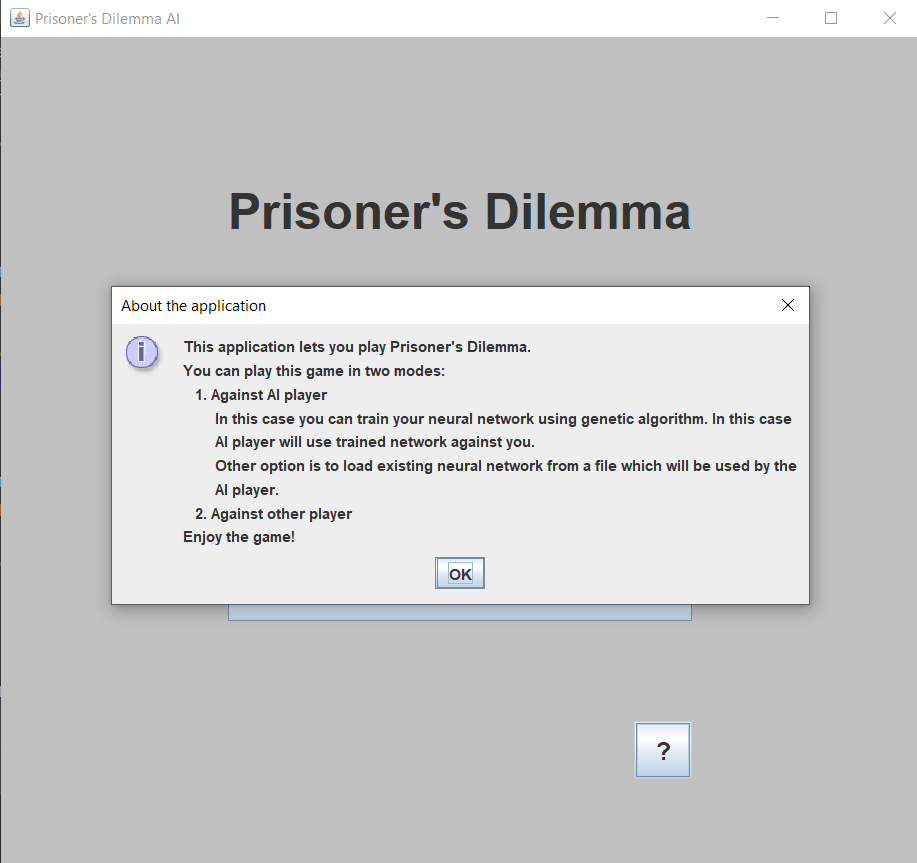 Prisoner's Dilemma AI
Prisoner's Dilemma
About the application
This application lets you play Prisoner's Dilemma.
You can play this game in two modes:
1. Against AI player
In this case you can train your neural network using genetic algorithm. In this case
AI player will use trained network against you.
Other option is to load existing neural network from a file which will be used by the
AI player.
2. Against other player
Enjoy the game!
OK
?